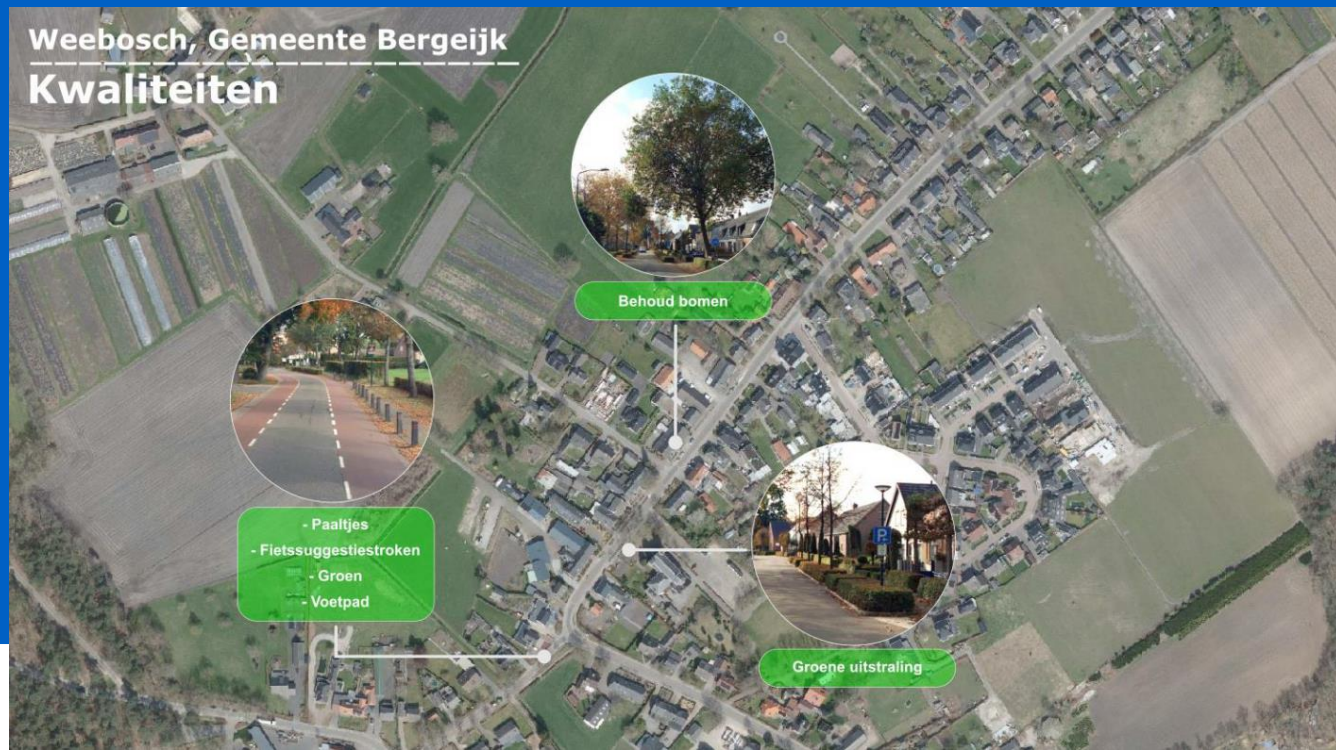 Weebosch, Gemeente Bergeijk
Kwaliteiten
Behoud bomen
- Paaltjes
- Fietssuggestiestroken
- Groen
- Voetpad
P
Groene uitstraling